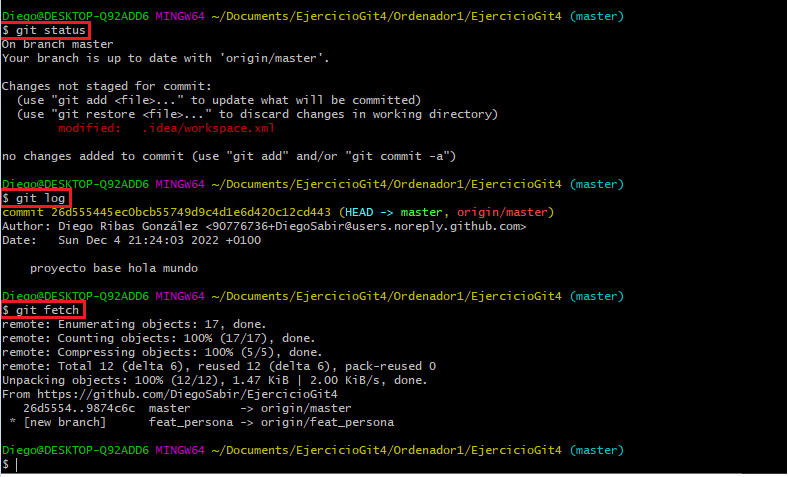 Diego@DESKTOP-Q92ADD6 MINGW64 ~/Documents/EjercicioGit4/Ordenador1/EjercicioGit4 (master)
$ git status
On branch master
Your branch is up to date with 'origin/master'.
Changes not staged for commit:
  (use "git add <file>..." to update what will be committed)
  (use "git restore <file>..." to discard changes in working directory)
        modified:   .idea/workspace.xml
no changes added to commit (use "git add" and/or "git commit -a")
Diego@DESKTOP-Q92ADD6 MINGW64 ~/Documents/EjercicioGit4/Ordenador1/EjercicioGit4 (master)
$ git log
commit 26d555445ec0bcb55749d9c4d1e6d420c12cd443 (HEAD -> master, origin/master)
Author: Diego Ribas González <90776736+DiegoSabir@users.noreply.github.com>
Date:   Sun Dec 4 21:24:03 2022 +0100
    proyecto base hola mundo
Diego@DESKTOP-Q92ADD6 MINGW64 ~/Documents/EjercicioGit4/Ordenador1/EjercicioGit4 (master)
$ git fetch
remote: Enumerating objects: 17, done.
remote: Counting objects: 100% (17/17), done.
remote: Compressing objects: 100% (5/5), done.
remote: Total 12 (delta 6), reused 12 (delta 6), pack-reused 0
Unpacking objects: 100% (12/12), 1.47 KiB | 2.00 KiB/s, done.
From https://github.com/DiegoSabir/EjercicioGit4
   26d5554..9874c6c  master       -> origin/master
 * [new branch]      feat_persona -> origin/feat_persona
Diego@DESKTOP-Q92ADD6 MINGW64 ~/Documents/EjercicioGit4/Ordenador1/EjercicioGit4 (master)
$